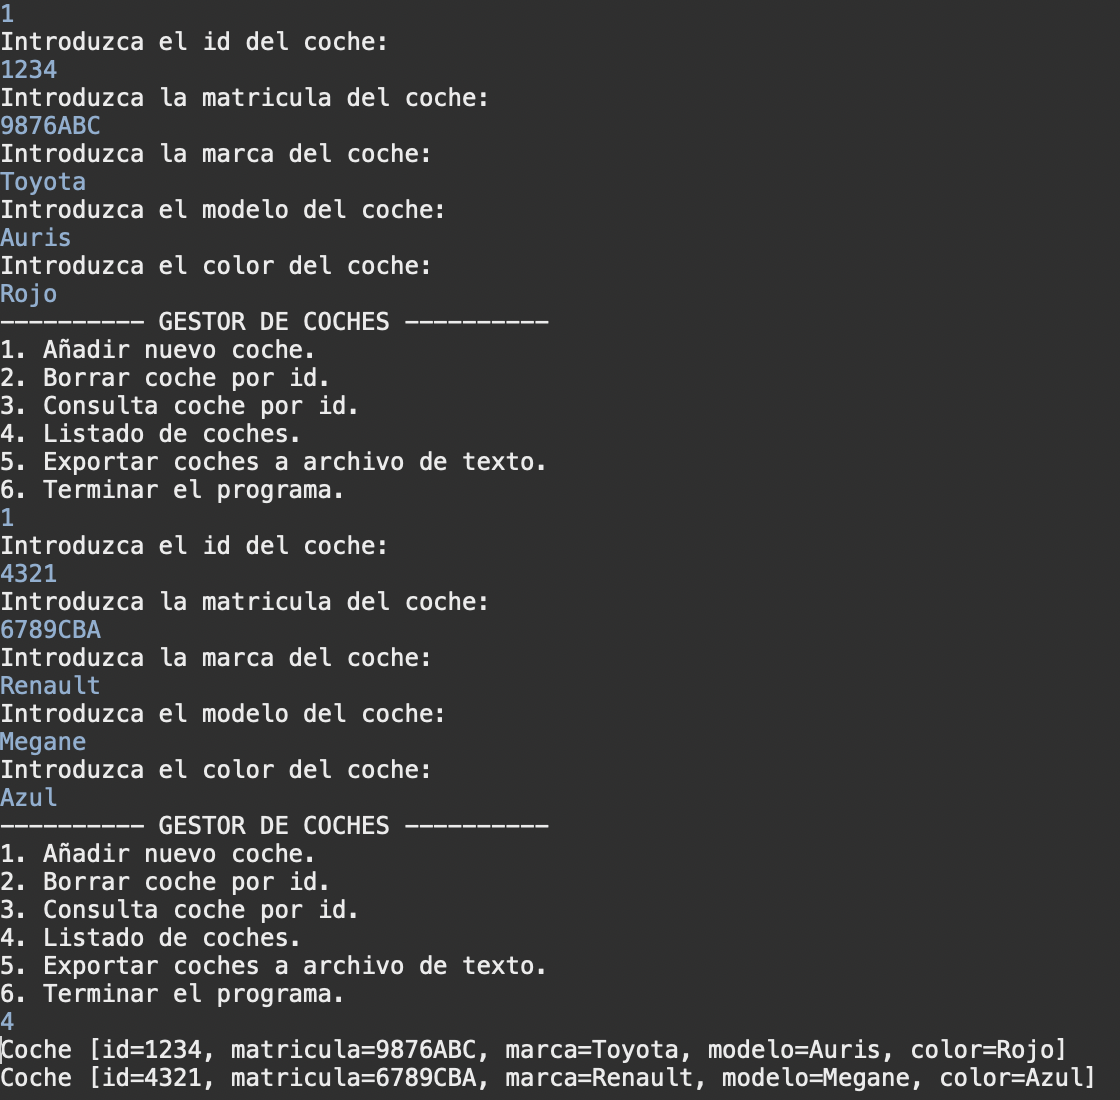 1
Introduzca el id del coche:
1234
Introduzca la matricula del coche:
9876ABC
Introduzca la marca del coche:
Toyota
Introduzca el modelo del coche:
Auris
Introduzca el color del coche:
Rojo
---------- GESTOR DE COCHES ----------
1. Añadir nuevo coche.
2. Borrar coche por id.
3. Consulta coche por id.
4. Listado de coches.
5. Exportar coches a archivo de texto.
6. Terminar el programa.
1
Introduzca el id del coche:
4321
Introduzca la matricula del coche:
6789CBA
Introduzca la marca del coche:
Renault
Introduzca el modelo del coche:
Megane
Introduzca el color del coche:
Azul
---------- GESTOR DE COCHES ----------
1. Añadir nuevo coche.
2. Borrar coche por id.
3. Consulta coche por id.
4. Listado de coches.
5. Exportar coches a archivo de texto.
6. Terminar el programa.
4
Coche [id=1234, matricula=9876ABC, marca=Toyota, modelo=Auris, color=Rojo]
Coche [id=4321, matricula=6789CBA, marca=Renault, modelo=Megane, color=Azul]